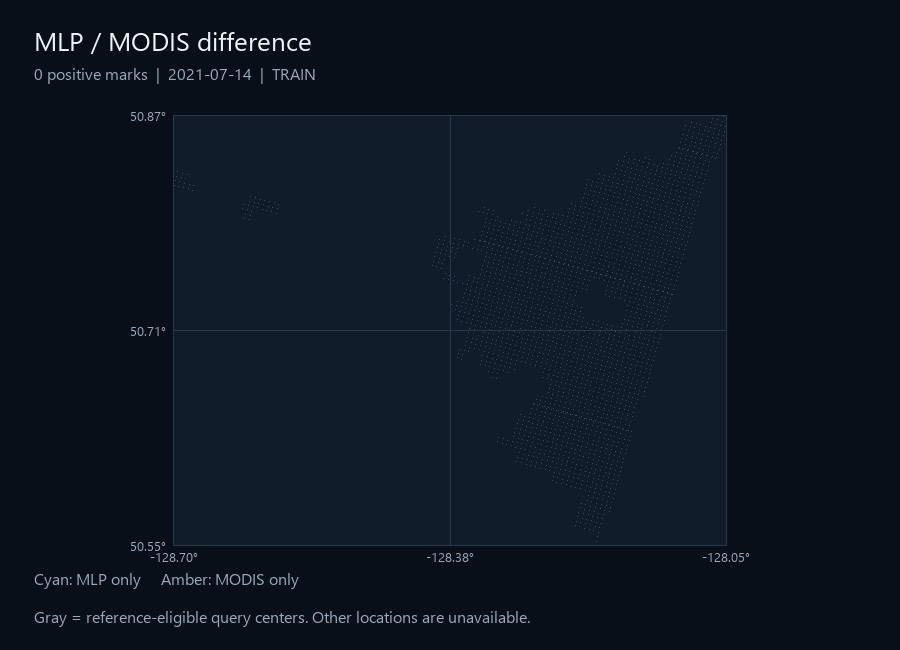 MLP / MODIS difference
0 positive marks | 2021-07-14 | TRAIN
50.87°
50.71°
50.55°
-128.70° -128.38° -128.05°
Cyan: MLP only Amber: MODIS only
Gray = reference-eligible query centers. Other locations are unavailable.